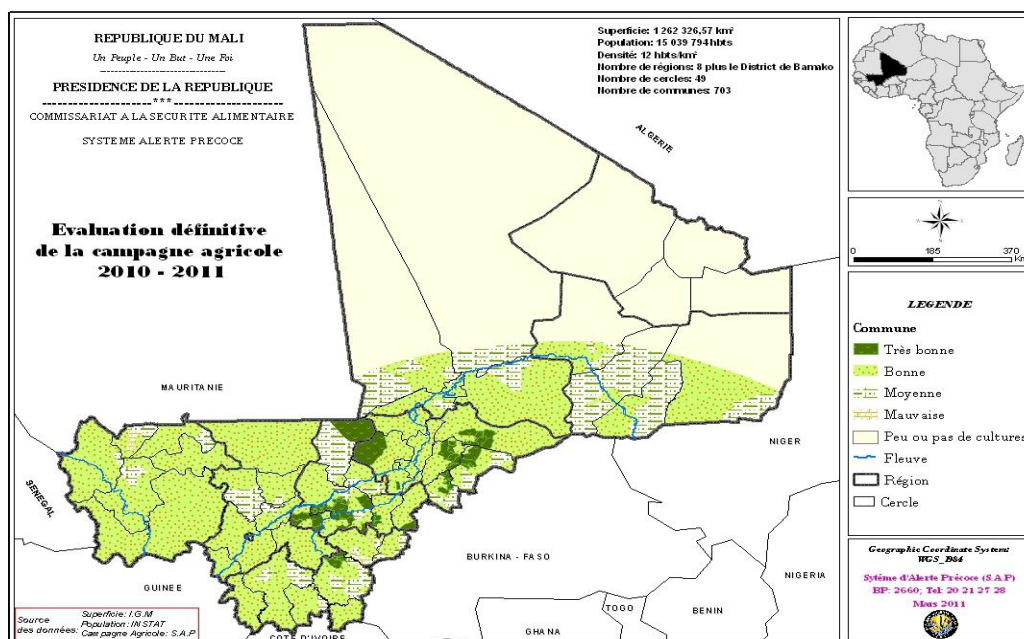 REPUBLIQUE DU MALI
Un Peuple - Un But - Une Foi
PRESIDENCE DE LA REPUBLIQUE
***
COMMISSARIAT A LA SECURITE ALIMENTAIRE
SYSTEME ALERTE PRECOCE
Evaluation définitive
de la campagne agricole
2010 - 2011
Superficie: 1 262 326,57 km²
Population: 15 039 794 hbts
Densité: 12 hbts/km²
Nombre de régions: 8 plus le District de Bamako
Nombre de cercles: 49
Nombre de communes: 703
ALGERIE
MAURITANIE
SENEGAL
GUINEE
COTE D'IVOIRE
BURKINA - FASO
GHANA
TOGO
BENIN
NIGER
NIGERIA
Source
des données:
Superficie: I.G.M
Population: INSTAT
Campagne Agricole: S.A.P
0 185 370
Km
LEGENDE
Commune
Très bonne
Bonne
Moyenne
Mauvaise
Peu ou pas de cultures
Fleuve
Région
Cercle
Geographic Coordinate System:
WGS_1984
Sytème d'Alerte Précoce (S.A.P)
BP: 2660; Tel: 20 21 27 28
Mars 2011